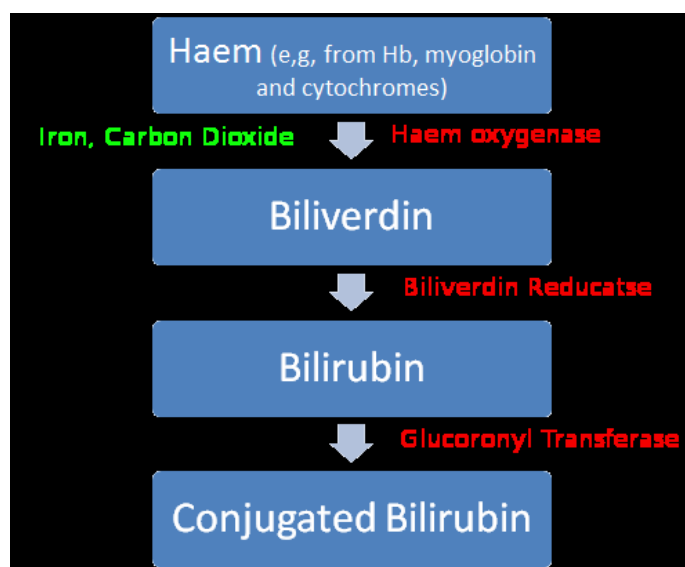 Haem (e,g, from Hb, myoglobin
and cytochromes)
Iron, Carbon Dioxide
Haem oxygenase
Biliverdin
Biliverdin Reducatse
Bilirubin
Glucoronyl Transferase
Conjugated Bilirubin